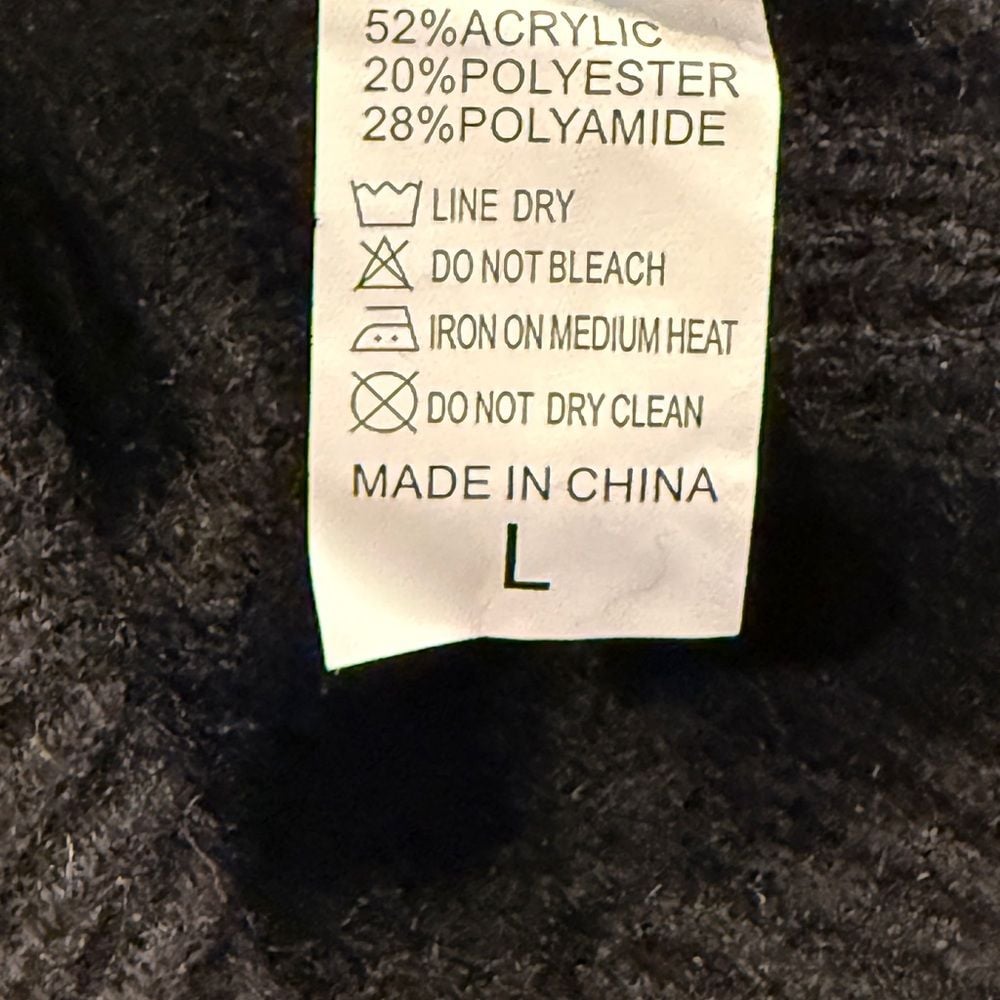 52%ACRYLIC
20%POLYESTER
28%POLYAMIDE
LINE DRY
DO NOT BLEACH
IRON ON MEDIUM HEAT
DO NOT DRY CLEAN
MADE IN CHINA
L